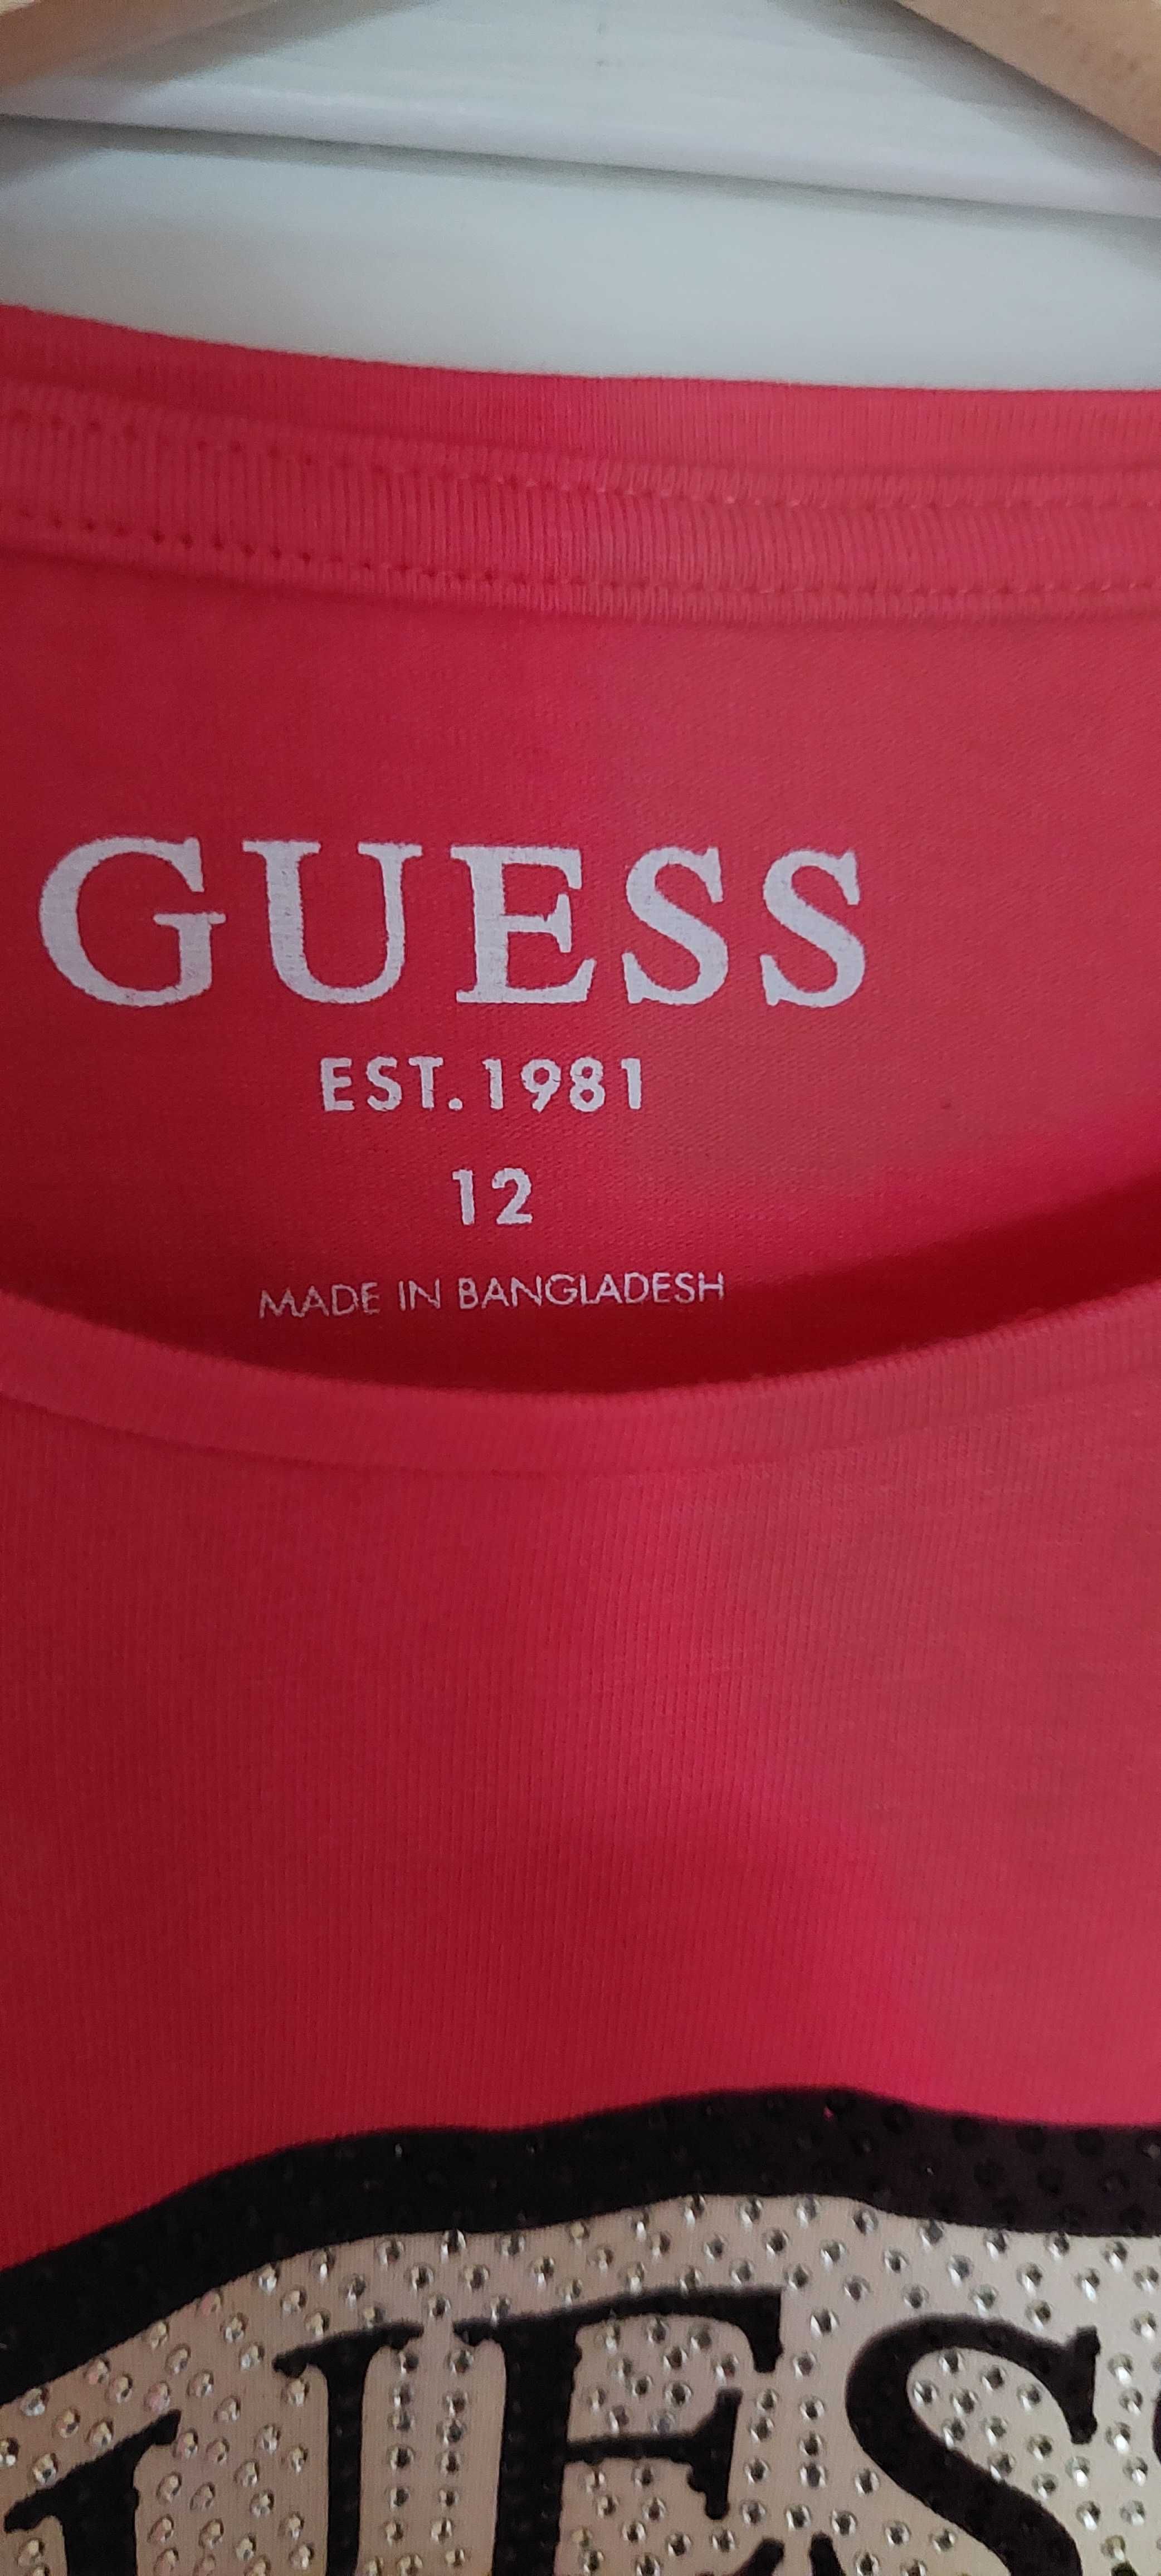 GUESS
EST. 1981
12
MADE IN BANGLADESH